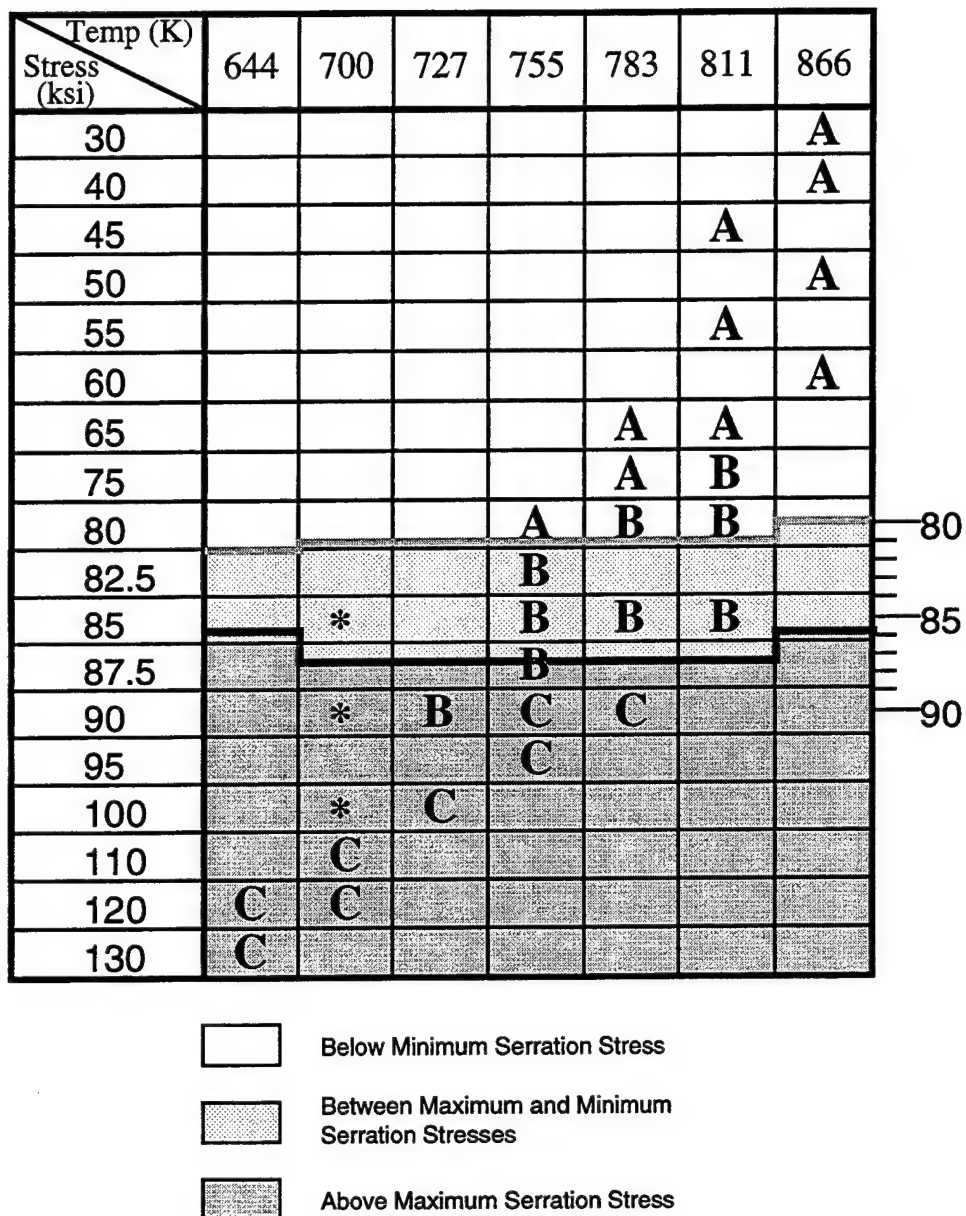 Temp (K)
Stress
(ksi)
644 700 727 755 783 811 866
30 A
40 A
45 A
50 A
55 A
60 A
65 A A
75 A B
80 A B B 80
82.5 B
85 * B B B 85
87.5 B
90 * B C C 90
95 C
100 * C
110 C
120 C C
130 C
Below Minimum Serration Stress
Between Maximum and Minimum
Serration Stresses
Above Maximum Serration Stress